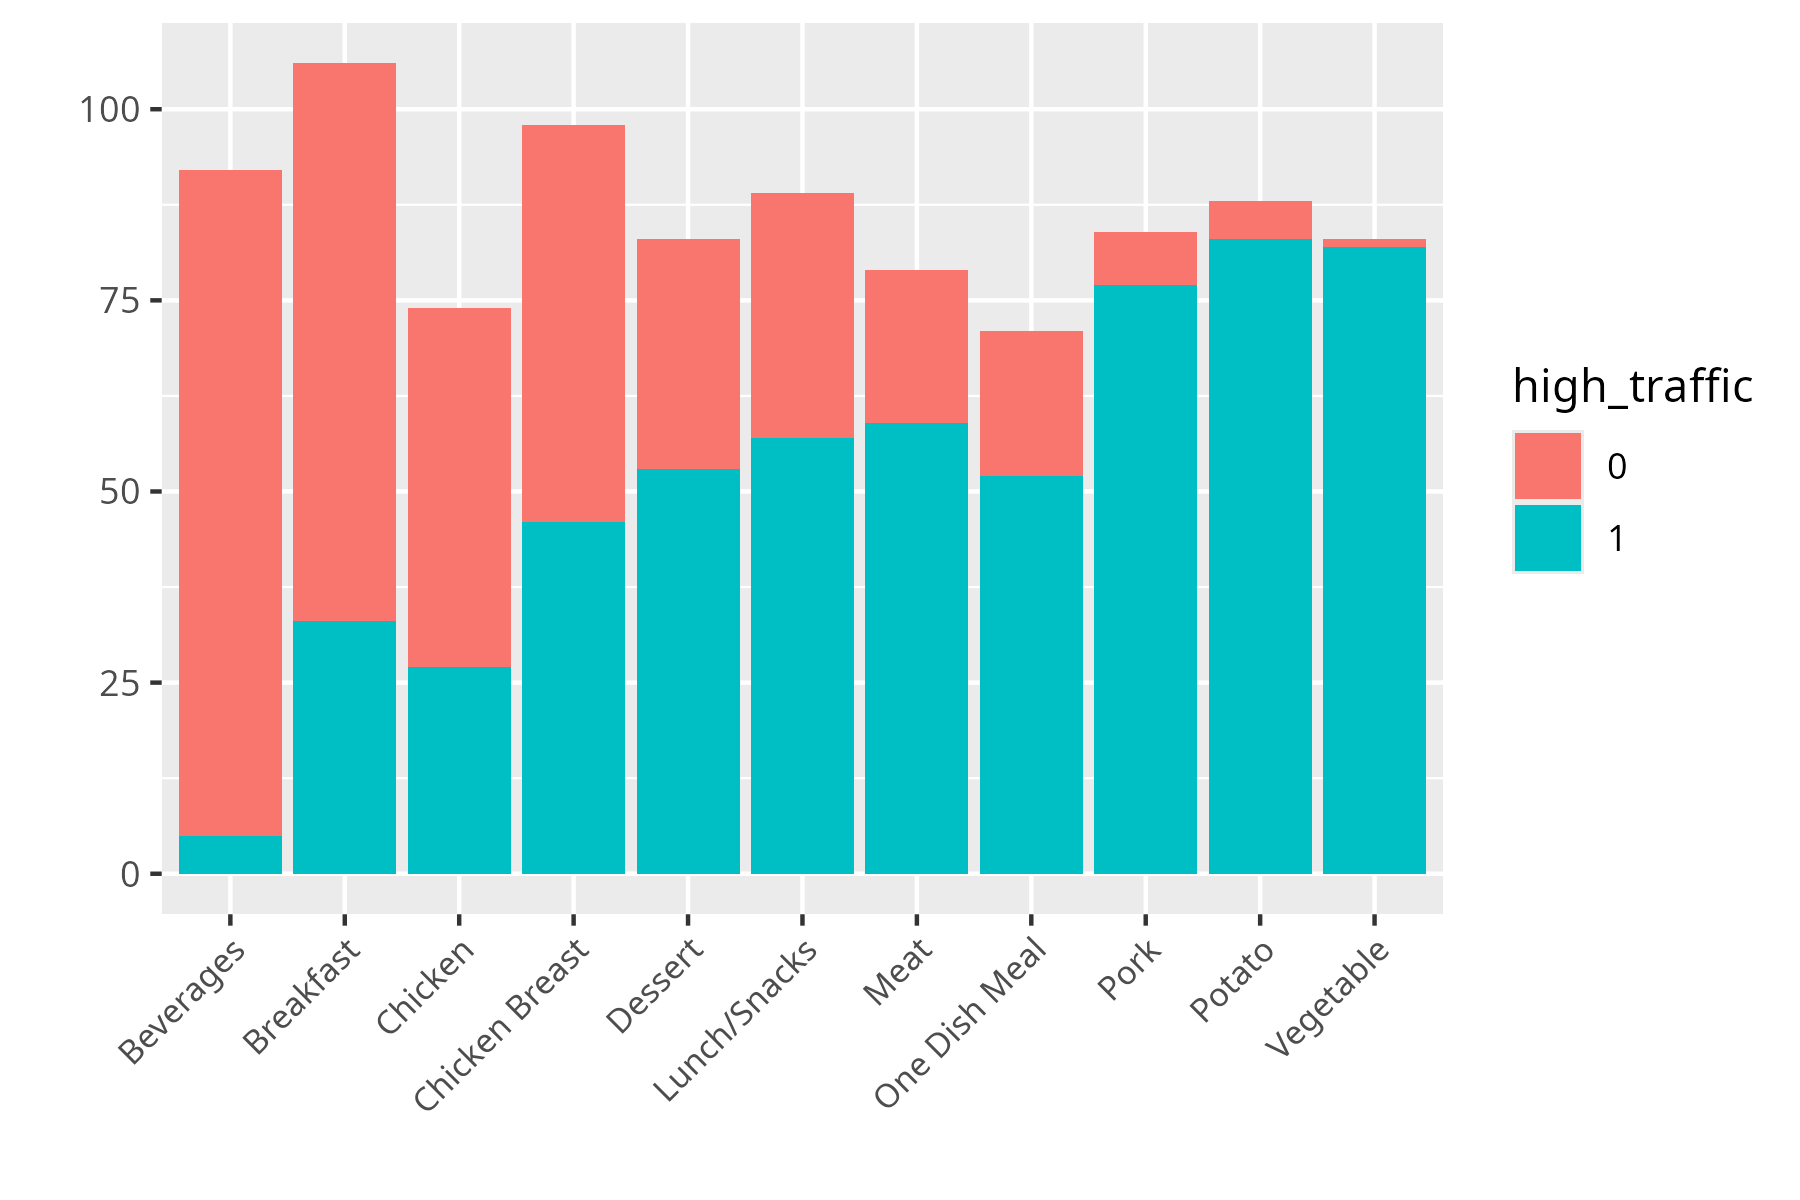 100
75
50
25
0
Beverages
Breakfast
Chicken
Chicken Breast
Dessert
Lunch/Snacks
Meat
One Dish Meal
Pork
Potato
Vegetable
high_traffic
0
1